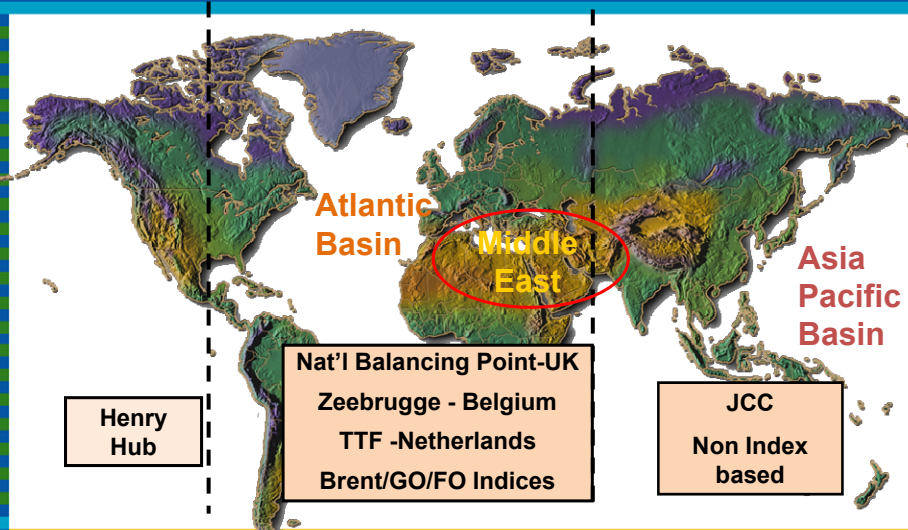 Atlantic
Basin
Middle
East
Asia
Pacific
Basin
Henry
Hub
Nat'l Balancing Point-UK
Zeebrugge - Belgium
TTF -Netherlands
Brent/GO/FO Indices
JCC
Non Index
based